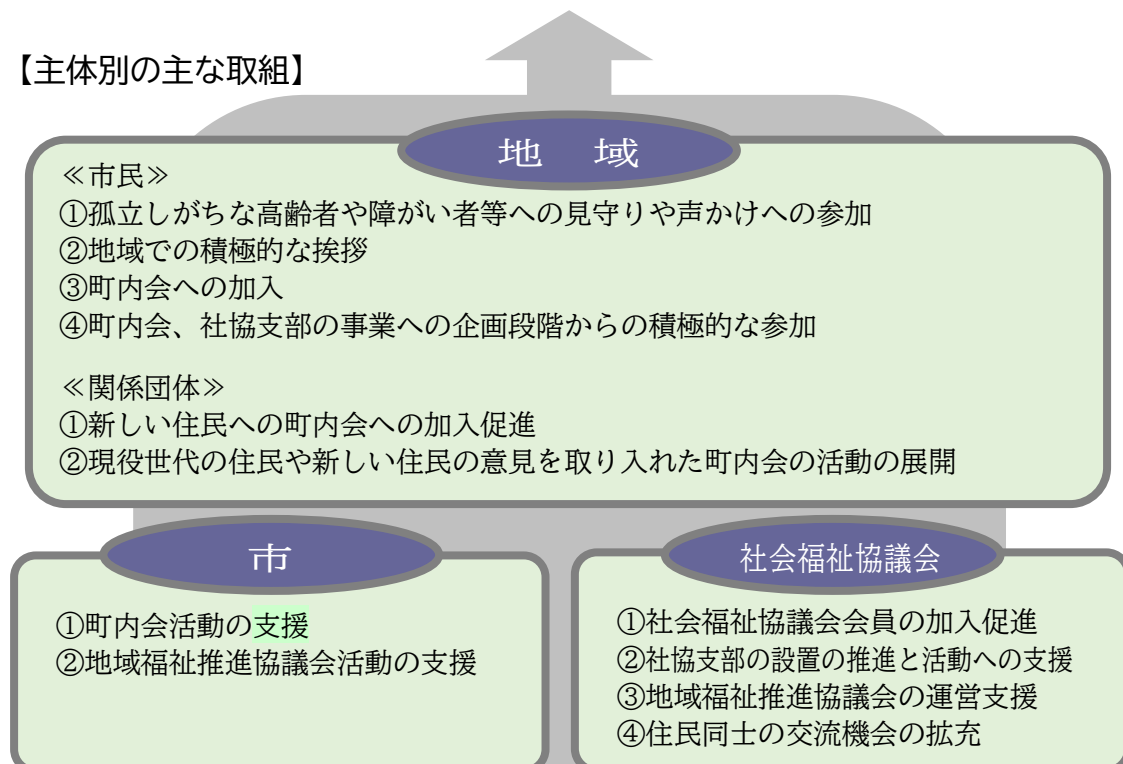 【主体別の主な取組】
地　域
≪市民≫
①孤立しがちな高齢者や障がい者等への見守りや声かけへの参加
②地域での積極的な挨拶
③町内会への加入
④町内会、社協支部の事業への企画段階からの積極的な参加
≪関係団体≫
①新しい住民への町内会への加入促進
②現役世代の住民や新しい住民の意見を取り入れた町内会の活動の展開
市
①町内会活動の支援
②地域福祉推進協議会活動の支援
社会福祉協議会
①社会福祉協議会会員の加入促進
②社協支部の設置の推進と活動への支援
③地域福祉推進協議会の運営支援
④住民同士の交流機会の拡充